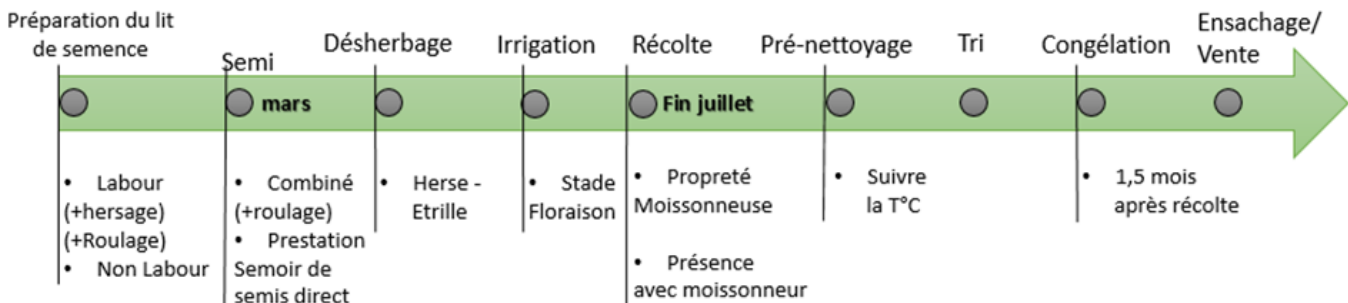 Préparation du lit
de semence
Semi
Désherbage
Irrigation
Récolte
Pré-nettoyage
Tri
Congélation
Ensachage/
Vente
mars
Fin juillet
• Labour
(+hersage)
(+Roulage)
• Non Labour
• Combiné
(+roulage)
• Prestation
Semoir de
semis direct
• Herse -
Etrille
• Stade
Floraison
• Propreté
Moissonneuse
• Présence
avec moissonneur
• Suivre
la T°C
• 1,5 mois
après récolte